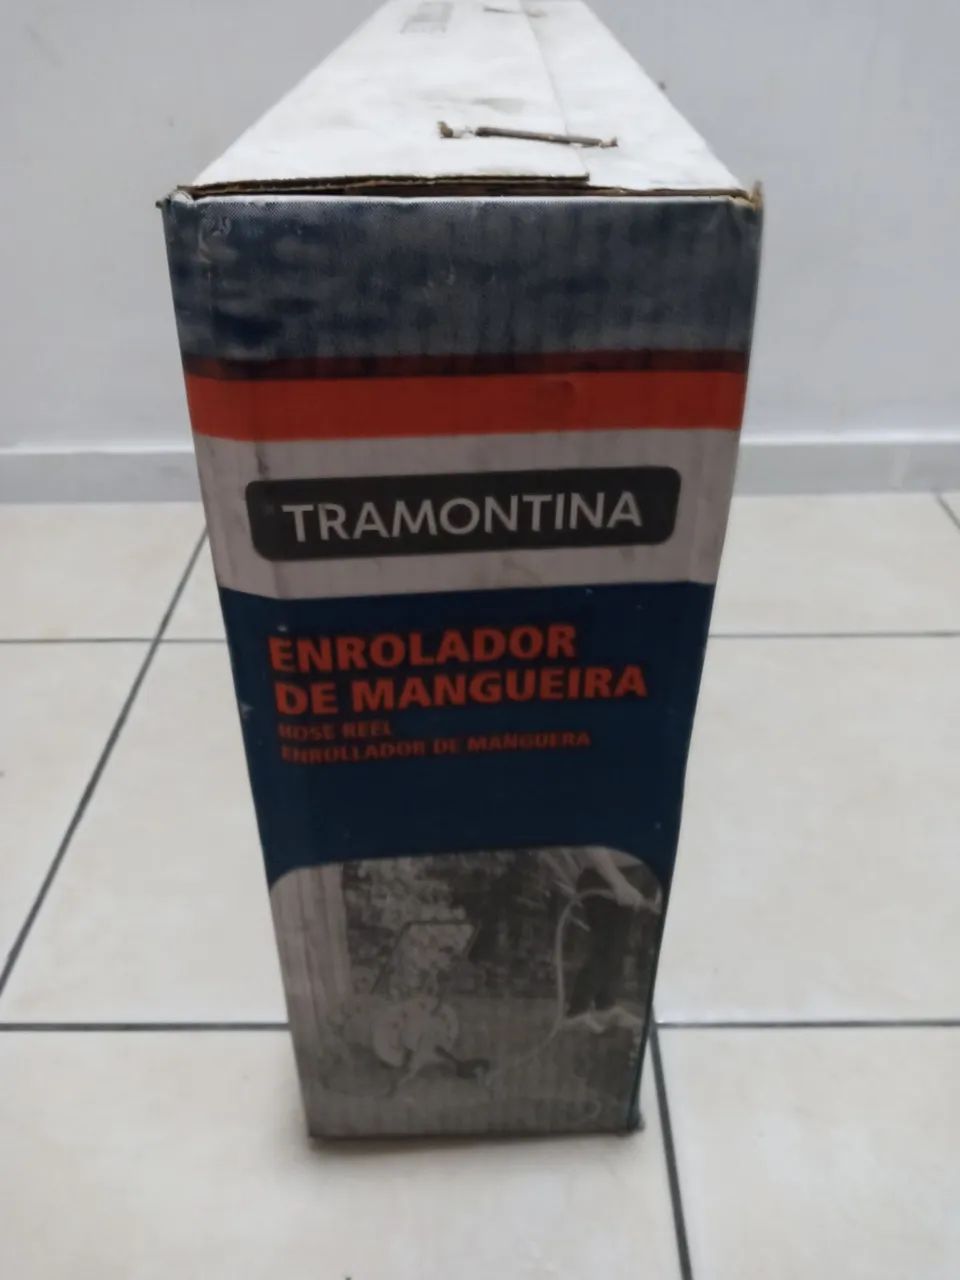 TRAMONTINA
ENROLADOR
DE MANGUEIRA
HOSE REEL
ENROLLADOR DE MANGUERA